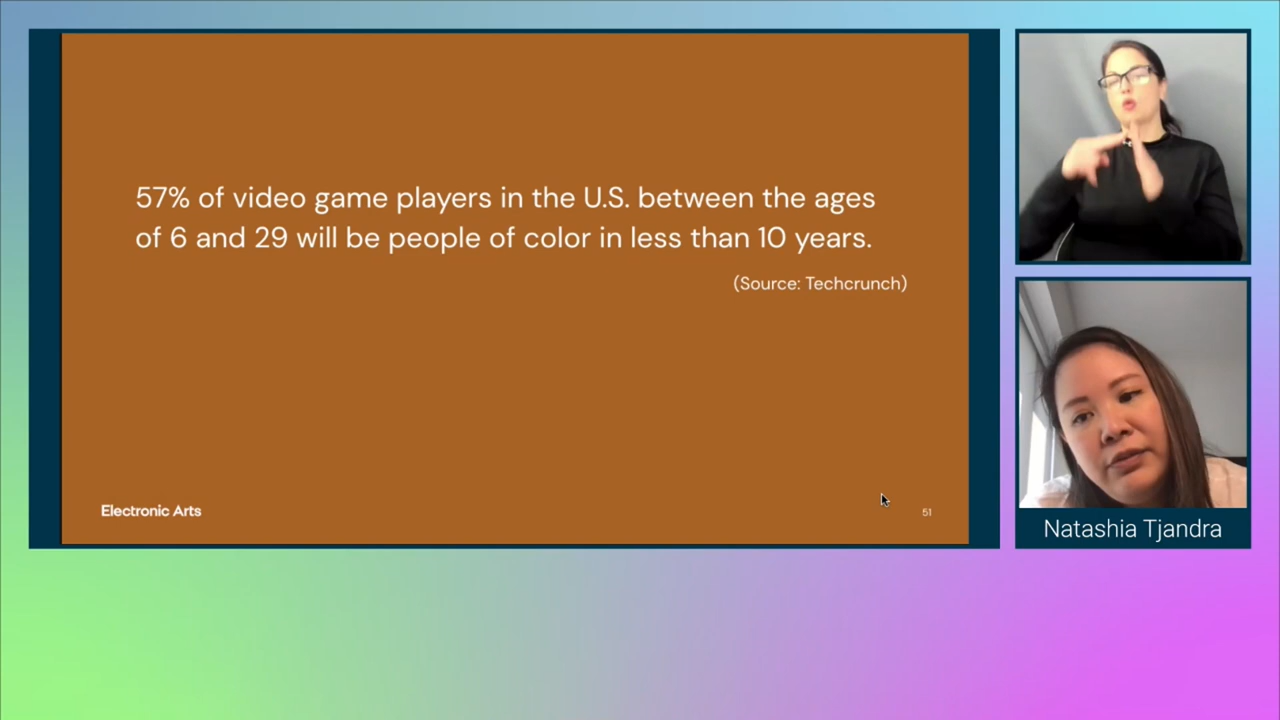 57% of video game players in the U.S. between the ages
of 6 and 29 will be people of color in less than 10 years.
(Source: Techcrunch)
Electronic Arts
51
Natashia Tjandra